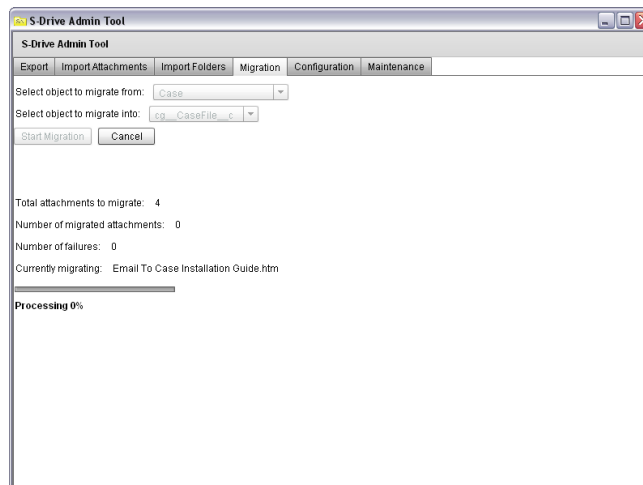 S-Drive Admin Tool
S-Drive Admin Tool
Export Import Attachments Import Folders Migration Configuration Maintenance
Select object to migrate from: Case
Select object to migrate into: cg__CaseFile__c
Start Migration Cancel
Total attachments to migrate: 4
Number of migrated attachments: 0
Number of failures: 0
Currently migrating: Email To Case Installation Guide.htm
Processing 0%